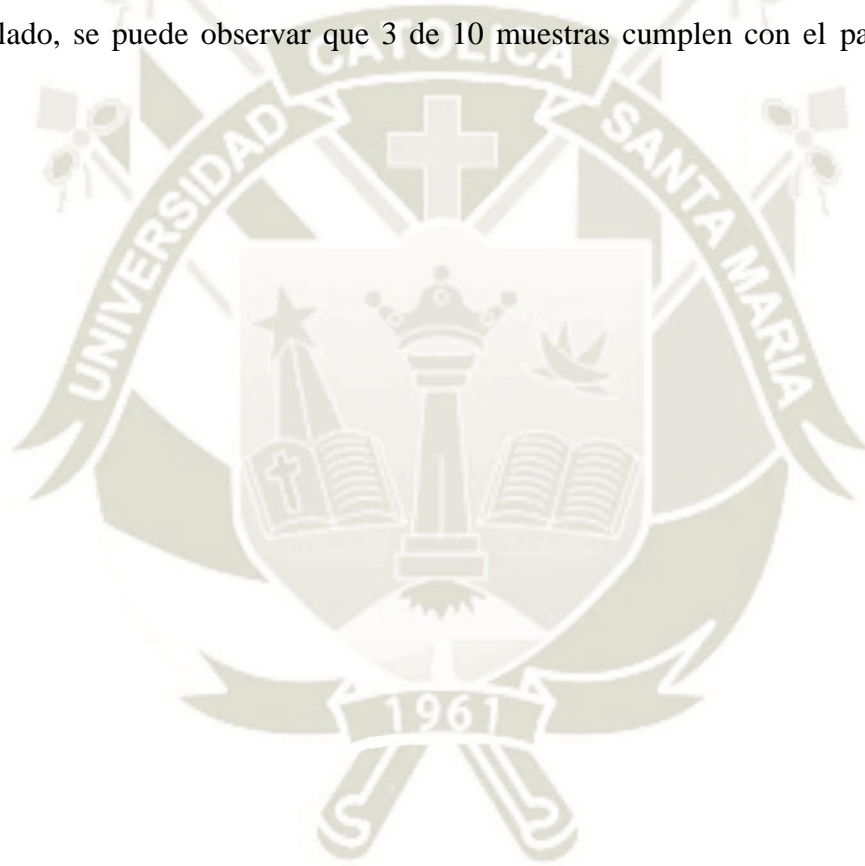 lado, se puede observar que 3 de 10 muestras cumplen con el pa
CATOLICA
UNIVERSIDAD
SANTA MARIA
1961